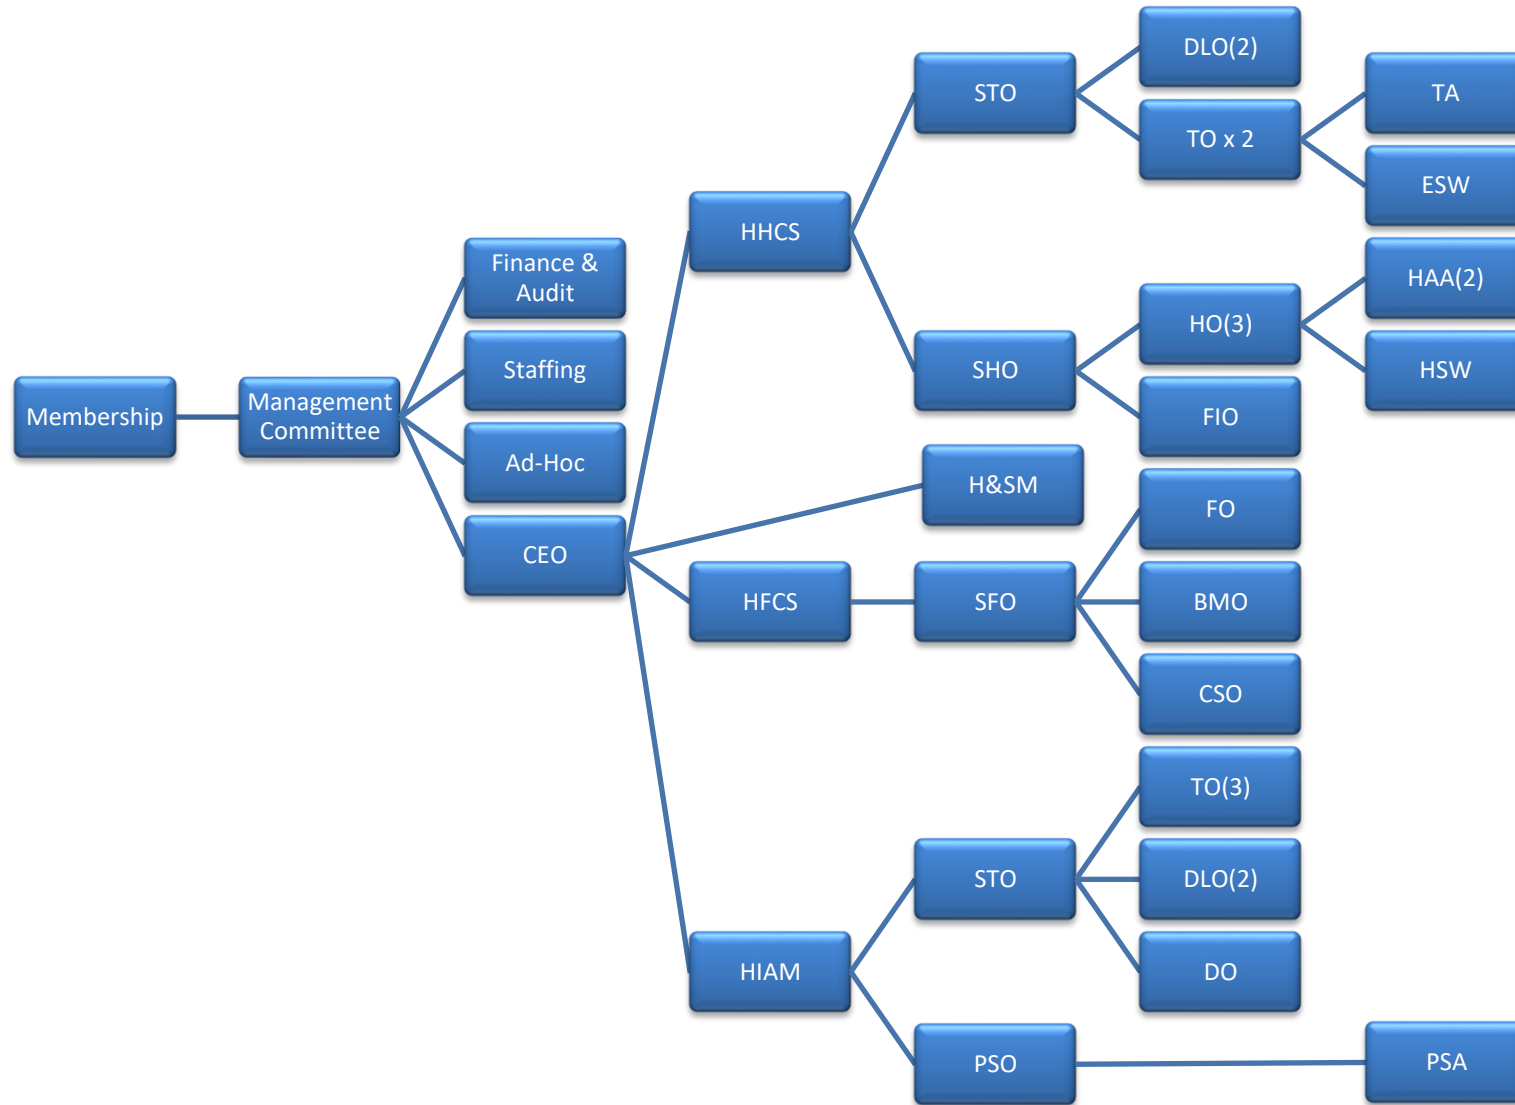 Membership
Management
Committee
Finance &
Audit
Staffing
Ad-Hoc
CEO
HHCS
STO
DLO(2)
TO x 2
TA
ESW
SHO
HO(3)
HAA(2)
HSW
FIO
H&SM
HFCS
SFO
FO
BMO
CSO
HIAM
STO
TO(3)
DLO(2)
DO
PSO
PSA